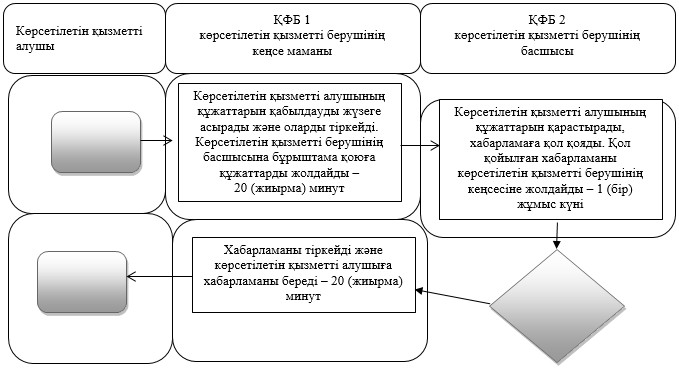 Көрсетілетін қызметті
алушы
ҚФБ 1
көрсетілетін қызметті берушінің
кеңсе маманы
ҚФБ 2
көрсетілетін қызметті берушінің
басшысы
Көрсетілетін қызметті алушының
құжаттарын қабылдауды жүзеге
асырады және оларды тіркейді.
Көрсетілетін қызметті берушінің
басшысына бұрыштама қоюға
құжаттарды жолдайды –
20 (жиырма) минут
Көрсетілетін қызметті алушының
құжаттарын қарастырады,
хабарламаға қол қояды. Қол
қойылған хабарламаны
көрсетілетін қызметті берушінің
кеңсесіне жолдайды – 1 (бір)
жұмыс күні
Хабарламаны тіркейді және
көрсетілетін қызметті алушыға
хабарламаны береді – 20 (жиырма)
минут